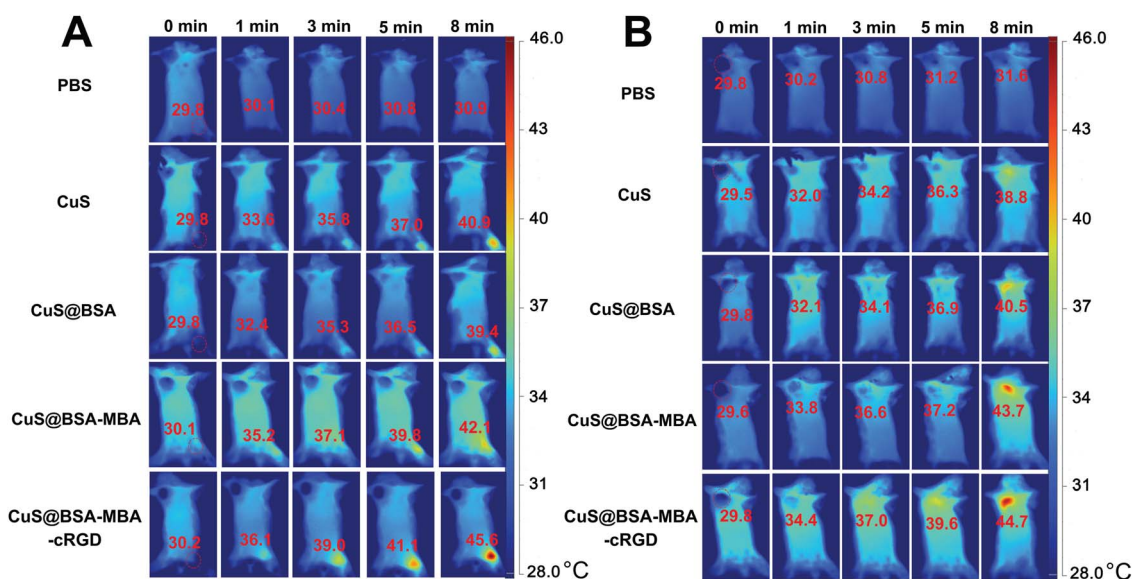 A
0 min 1 min 3 min 5 min 8 min
PBS
29.8 30.1 30.4 30.8 30.9
CuS
29.8 33.6 35.8 37.0 40.9
CuS@BSA
29.8 32.4 35.3 36.5 39.4
CuS@BSA-MBA
30.1 35.2 37.1 39.8 42.1
CuS@BSA-MBA
-cRGD
30.2 36.1 39.0 41.1 45.6
46.0
43
40
37
34
31
28.0 °C
B
0 min 1 min 3 min 5 min 8 min
PBS
29.8 30.2 30.8 31.2 31.6
CuS
29.5 32.0 34.2 36.3 38.8
CuS@BSA
29.8 32.1 34.1 36.9 40.5
CuS@BSA-MBA
29.6 33.8 36.6 37.2 43.7
CuS@BSA-MBA
-cRGD
29.8 34.4 37.0 39.6 44.7
46.0
43
40
37
34
31
28.0 °C